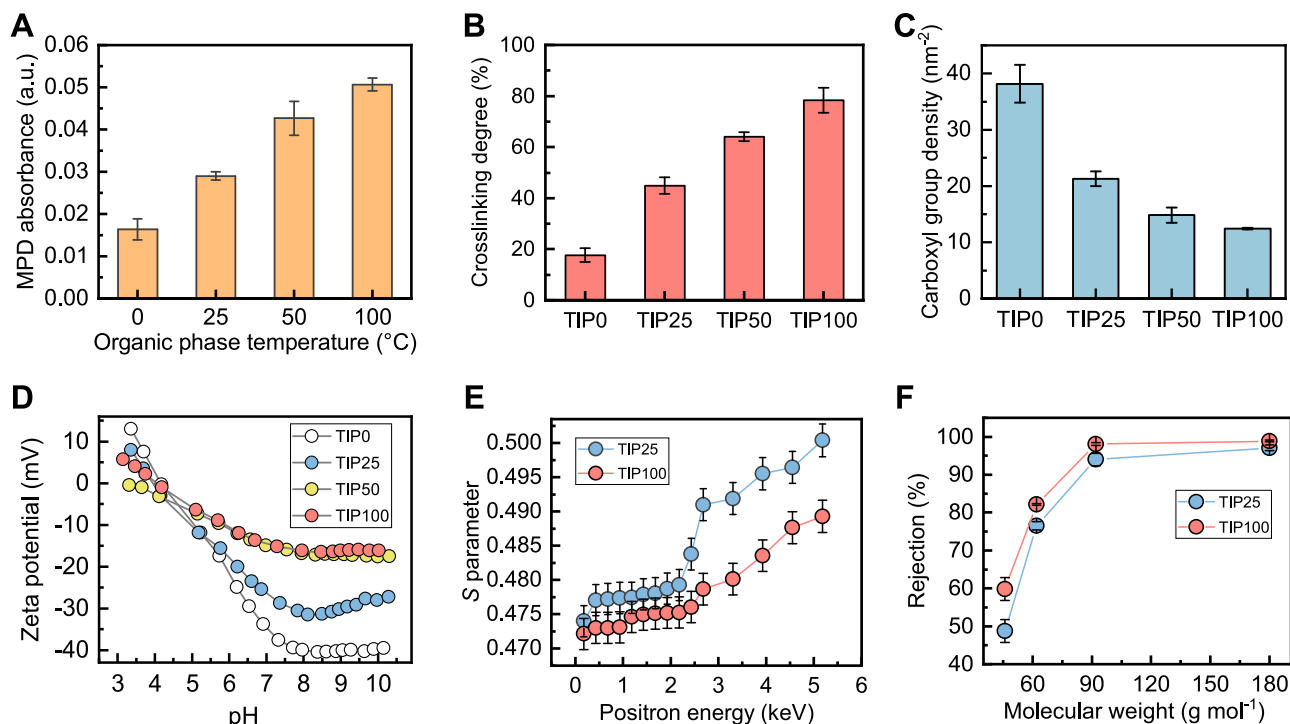 A
MPD absorbance (a.u.)
0.06
0.05
0.04
0.03
0.02
0.01
0.00
0 25 50 100
Organic phase temperature (°C)
B
Crosslinking degree (%)
100
80
60
40
20
0
TIP0 TIP25 TIP50 TIP100
C
Carboxyl group density (nm⁻²)
40
30
20
10
0
TIP0 TIP25 TIP50 TIP100
D
Zeta potential (mV)
10
0
-10
-20
-30
-40
TIP0
TIP25
TIP50
TIP100
3 4 5 6 7 8 9 10
pH
E
S parameter
0.500
0.495
0.490
0.485
0.480
0.475
0.470
TIP25
TIP100
0 1 2 3 4 5 6
Positron energy (keV)
F
Rejection (%)
100
90
80
70
60
50
40
TIP25
TIP100
60 90 120 150 180
Molecular weight (g mol⁻¹)